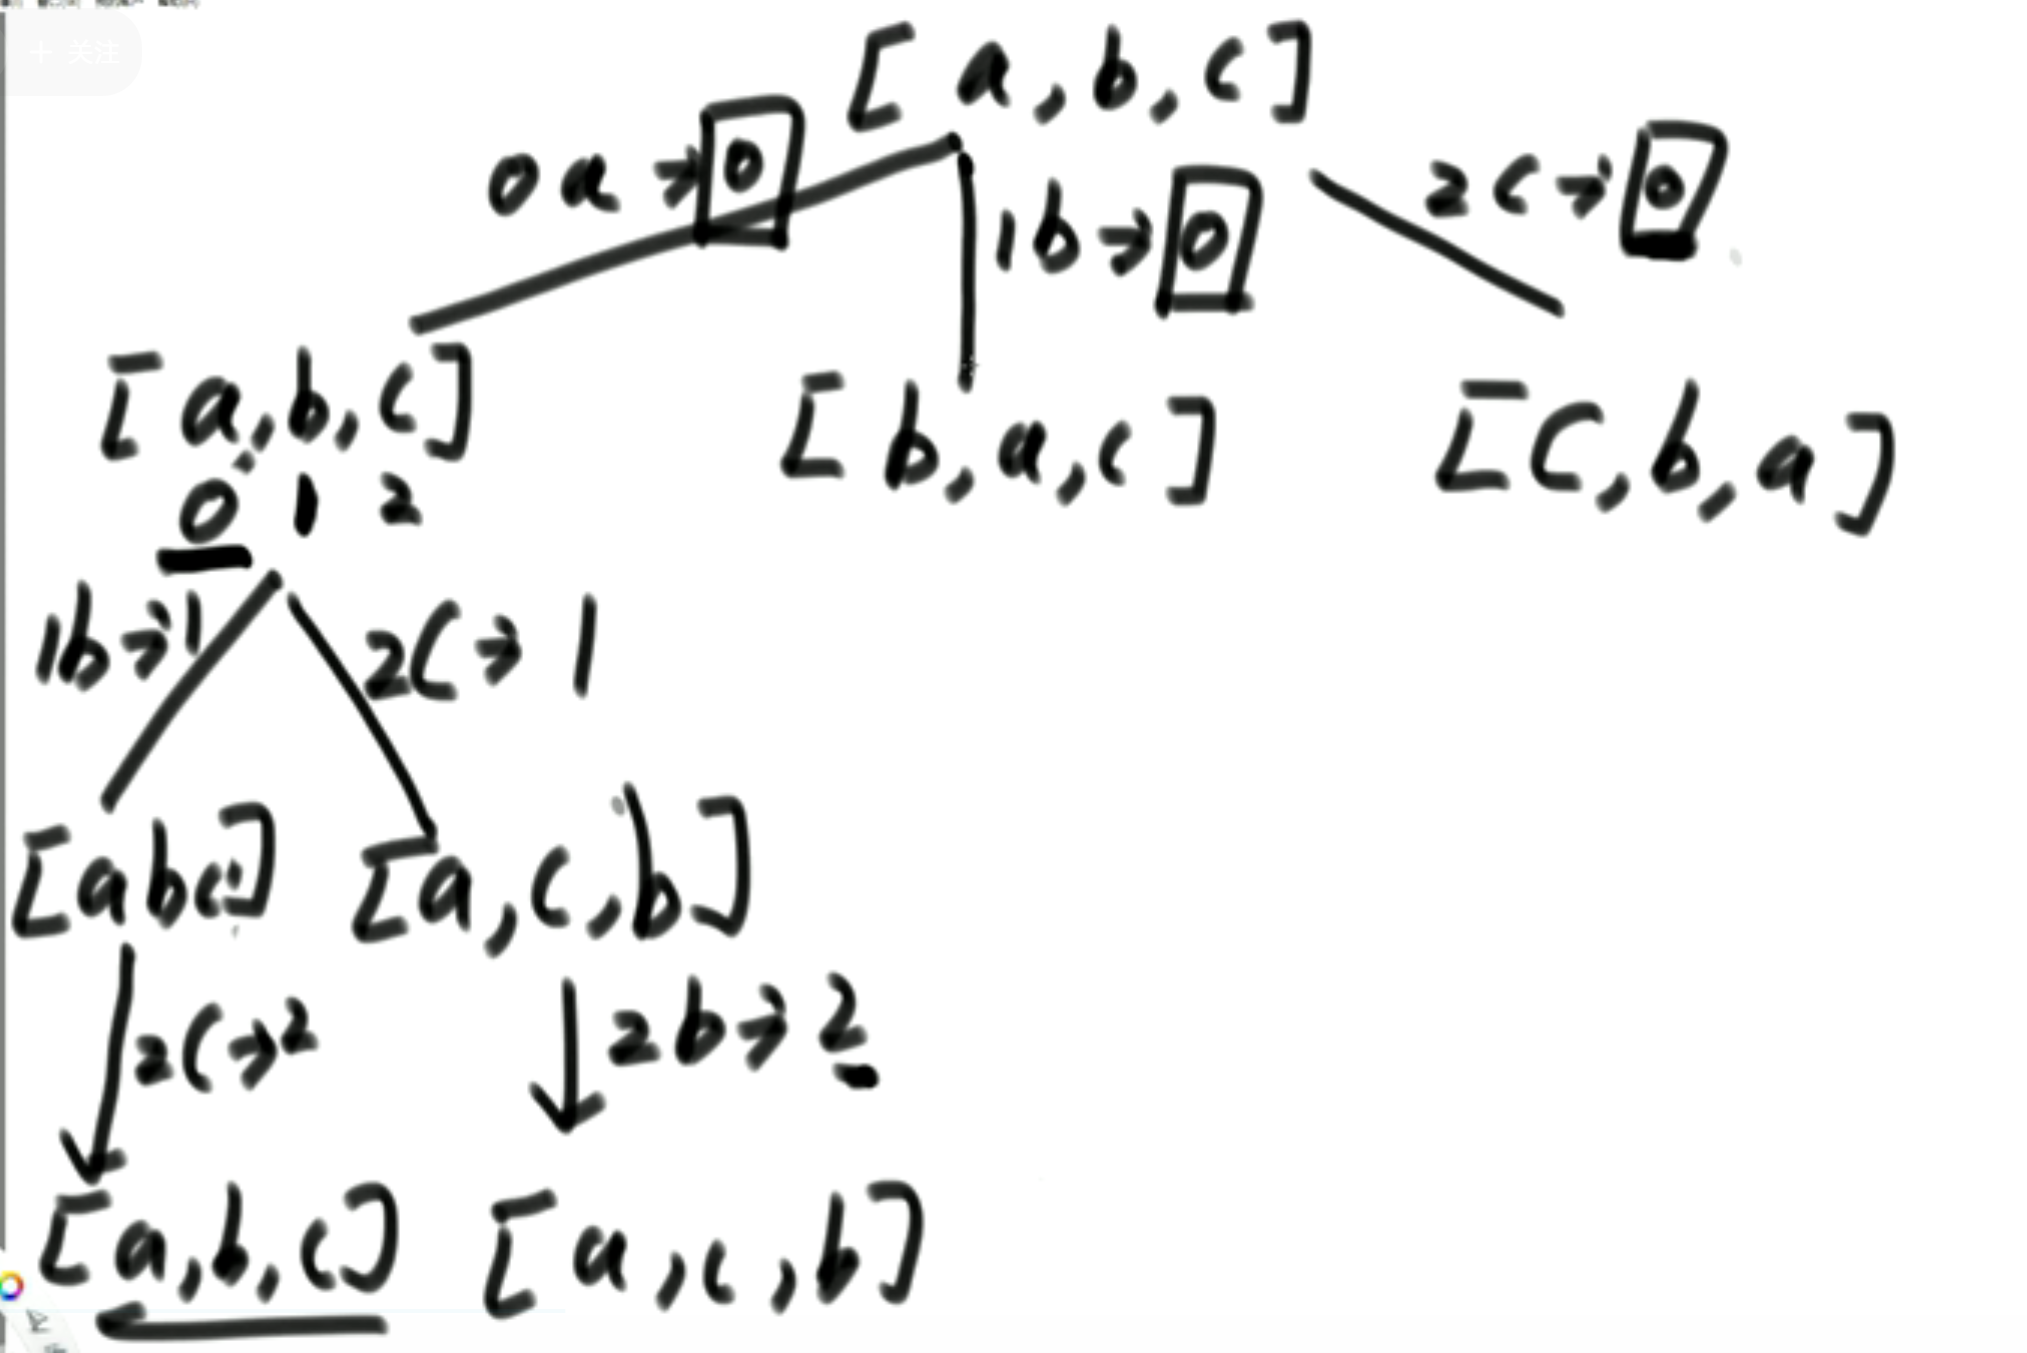 + 关注
[a,b,c]
0a→0
1b→0
2c→0
[a,b,c]
[b,a,c]
[c,b,a]
0 1 2
1b→1
2c→1
[abc]
[a,c,b]
2c→2
2b→2
[a,b,c]
[a,c,b]